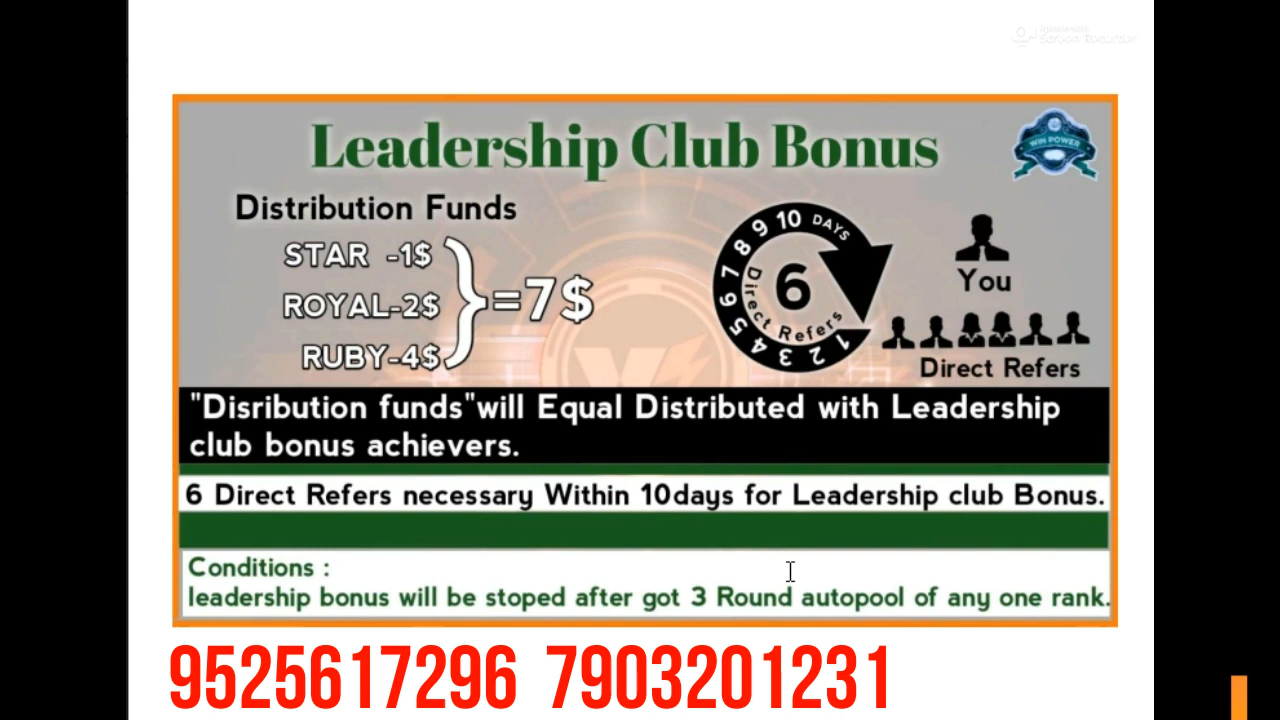 Screen Recorder
Leadership Club Bonus
WIN POWER
Distribution Funds
STAR -1$
ROYAL-2$
RUBY-4$
=7$
1 2 3 4 5 6 7 8 9 10 DAYS
6
Direct Refers
You
Direct Refers
"Disribution funds"will Equal Distributed with Leadership
club bonus achievers.
6 Direct Refers necessary Within 10days for Leadership club Bonus.
Conditions :
leadership bonus will be stoped after got 3 Round autopool of any one rank.
9525617296 7903201231